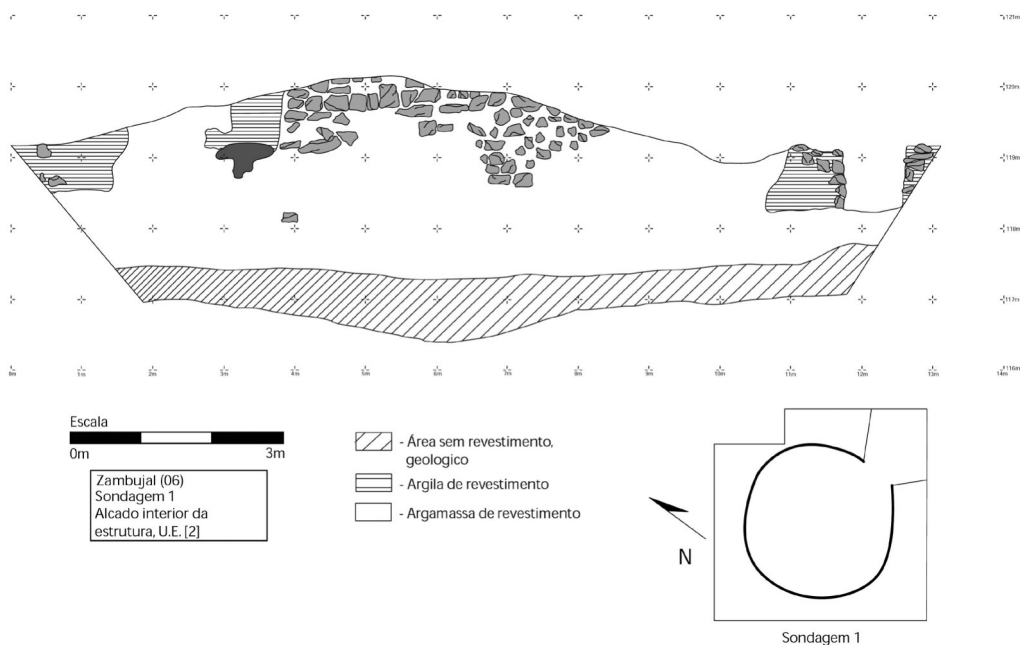 121m
120m
119m
118m
117m
116m
0m 1m 2m 3m 4m 5m 6m 7m 8m 9m 10m 11m 12m 13m 14m
Escala
0m 3m
Zambujal (06)
Sondagem 1
Alcado interior da
estrutura, U.E. [2]
- Área sem revestimento,
geologico
- Argila de revestimento
- Argamassa de revestimento
N
Sondagem 1